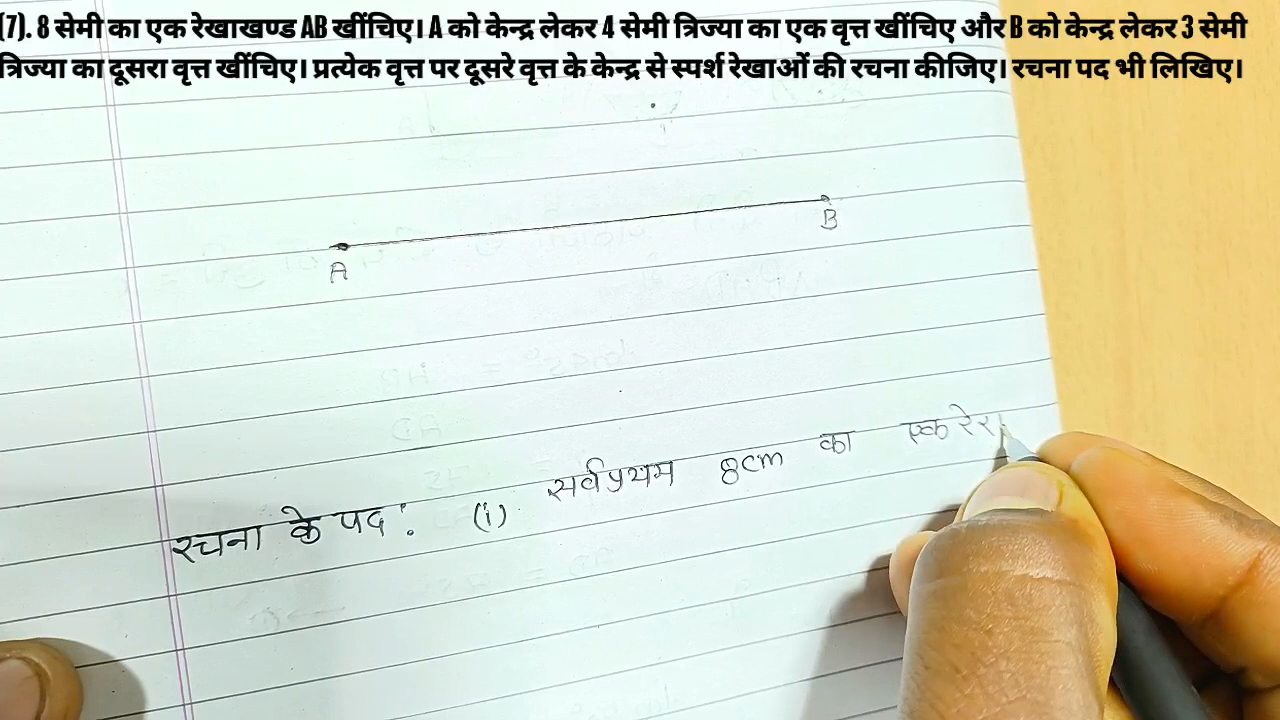 (7). 8 सेमी का एक रेखाखण्ड AB खींचिए। A को केन्द्र लेकर 4 सेमी त्रिज्या का एक वृत्त खींचिए और B को केन्द्र लेकर 3 सेमी
त्रिज्या का दूसरा वृत्त खींचिए। प्रत्येक वृत्त पर दूसरे वृत्त के केन्द्र से स्पर्श रेखाओं की रचना कीजिए। रचना पद भी लिखिए।
A B
रचना के पद : (i) सर्वप्रथम 8cm का एक रेर